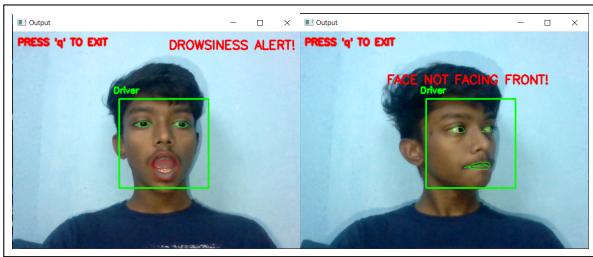 Output
PRESS 'q' TO EXIT
DROWSINESS ALERT!
Driver
Output
PRESS 'q' TO EXIT
FACE NOT FACING FRONT!
Driver